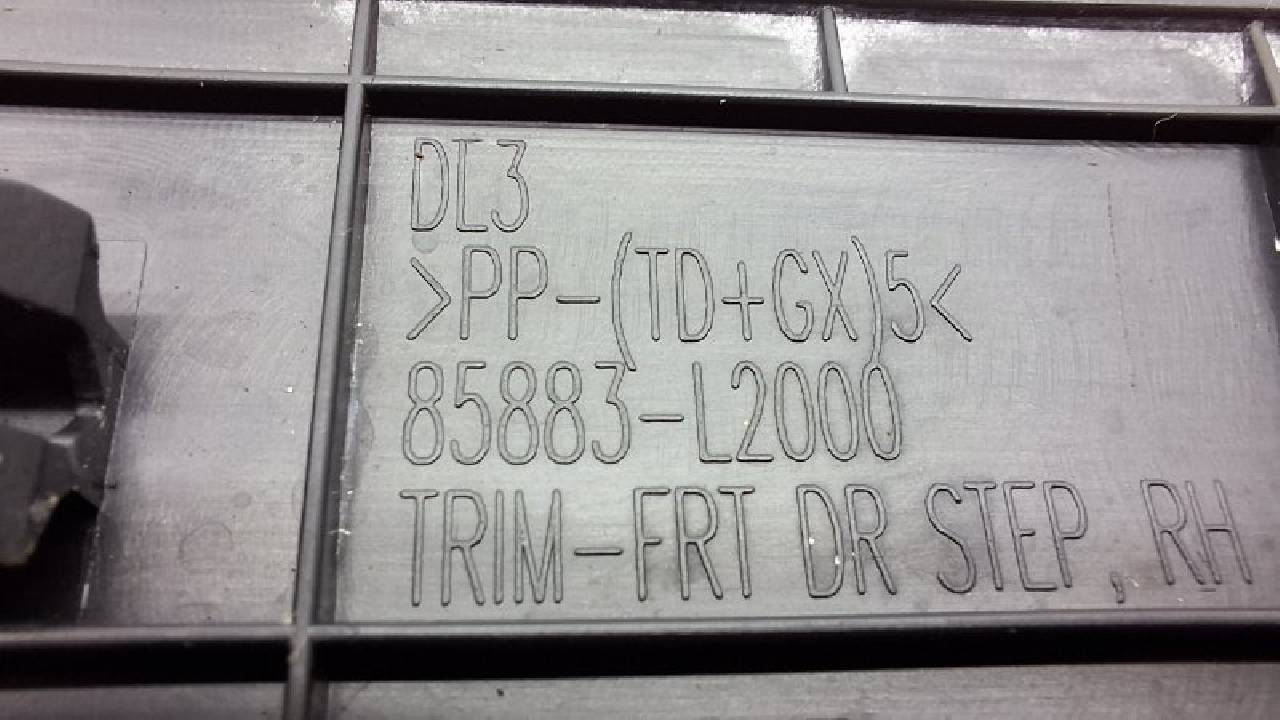 DL3
>PP-(TD+GX)5<
85883-L2000
TRIM-FRT DR STEP, RH